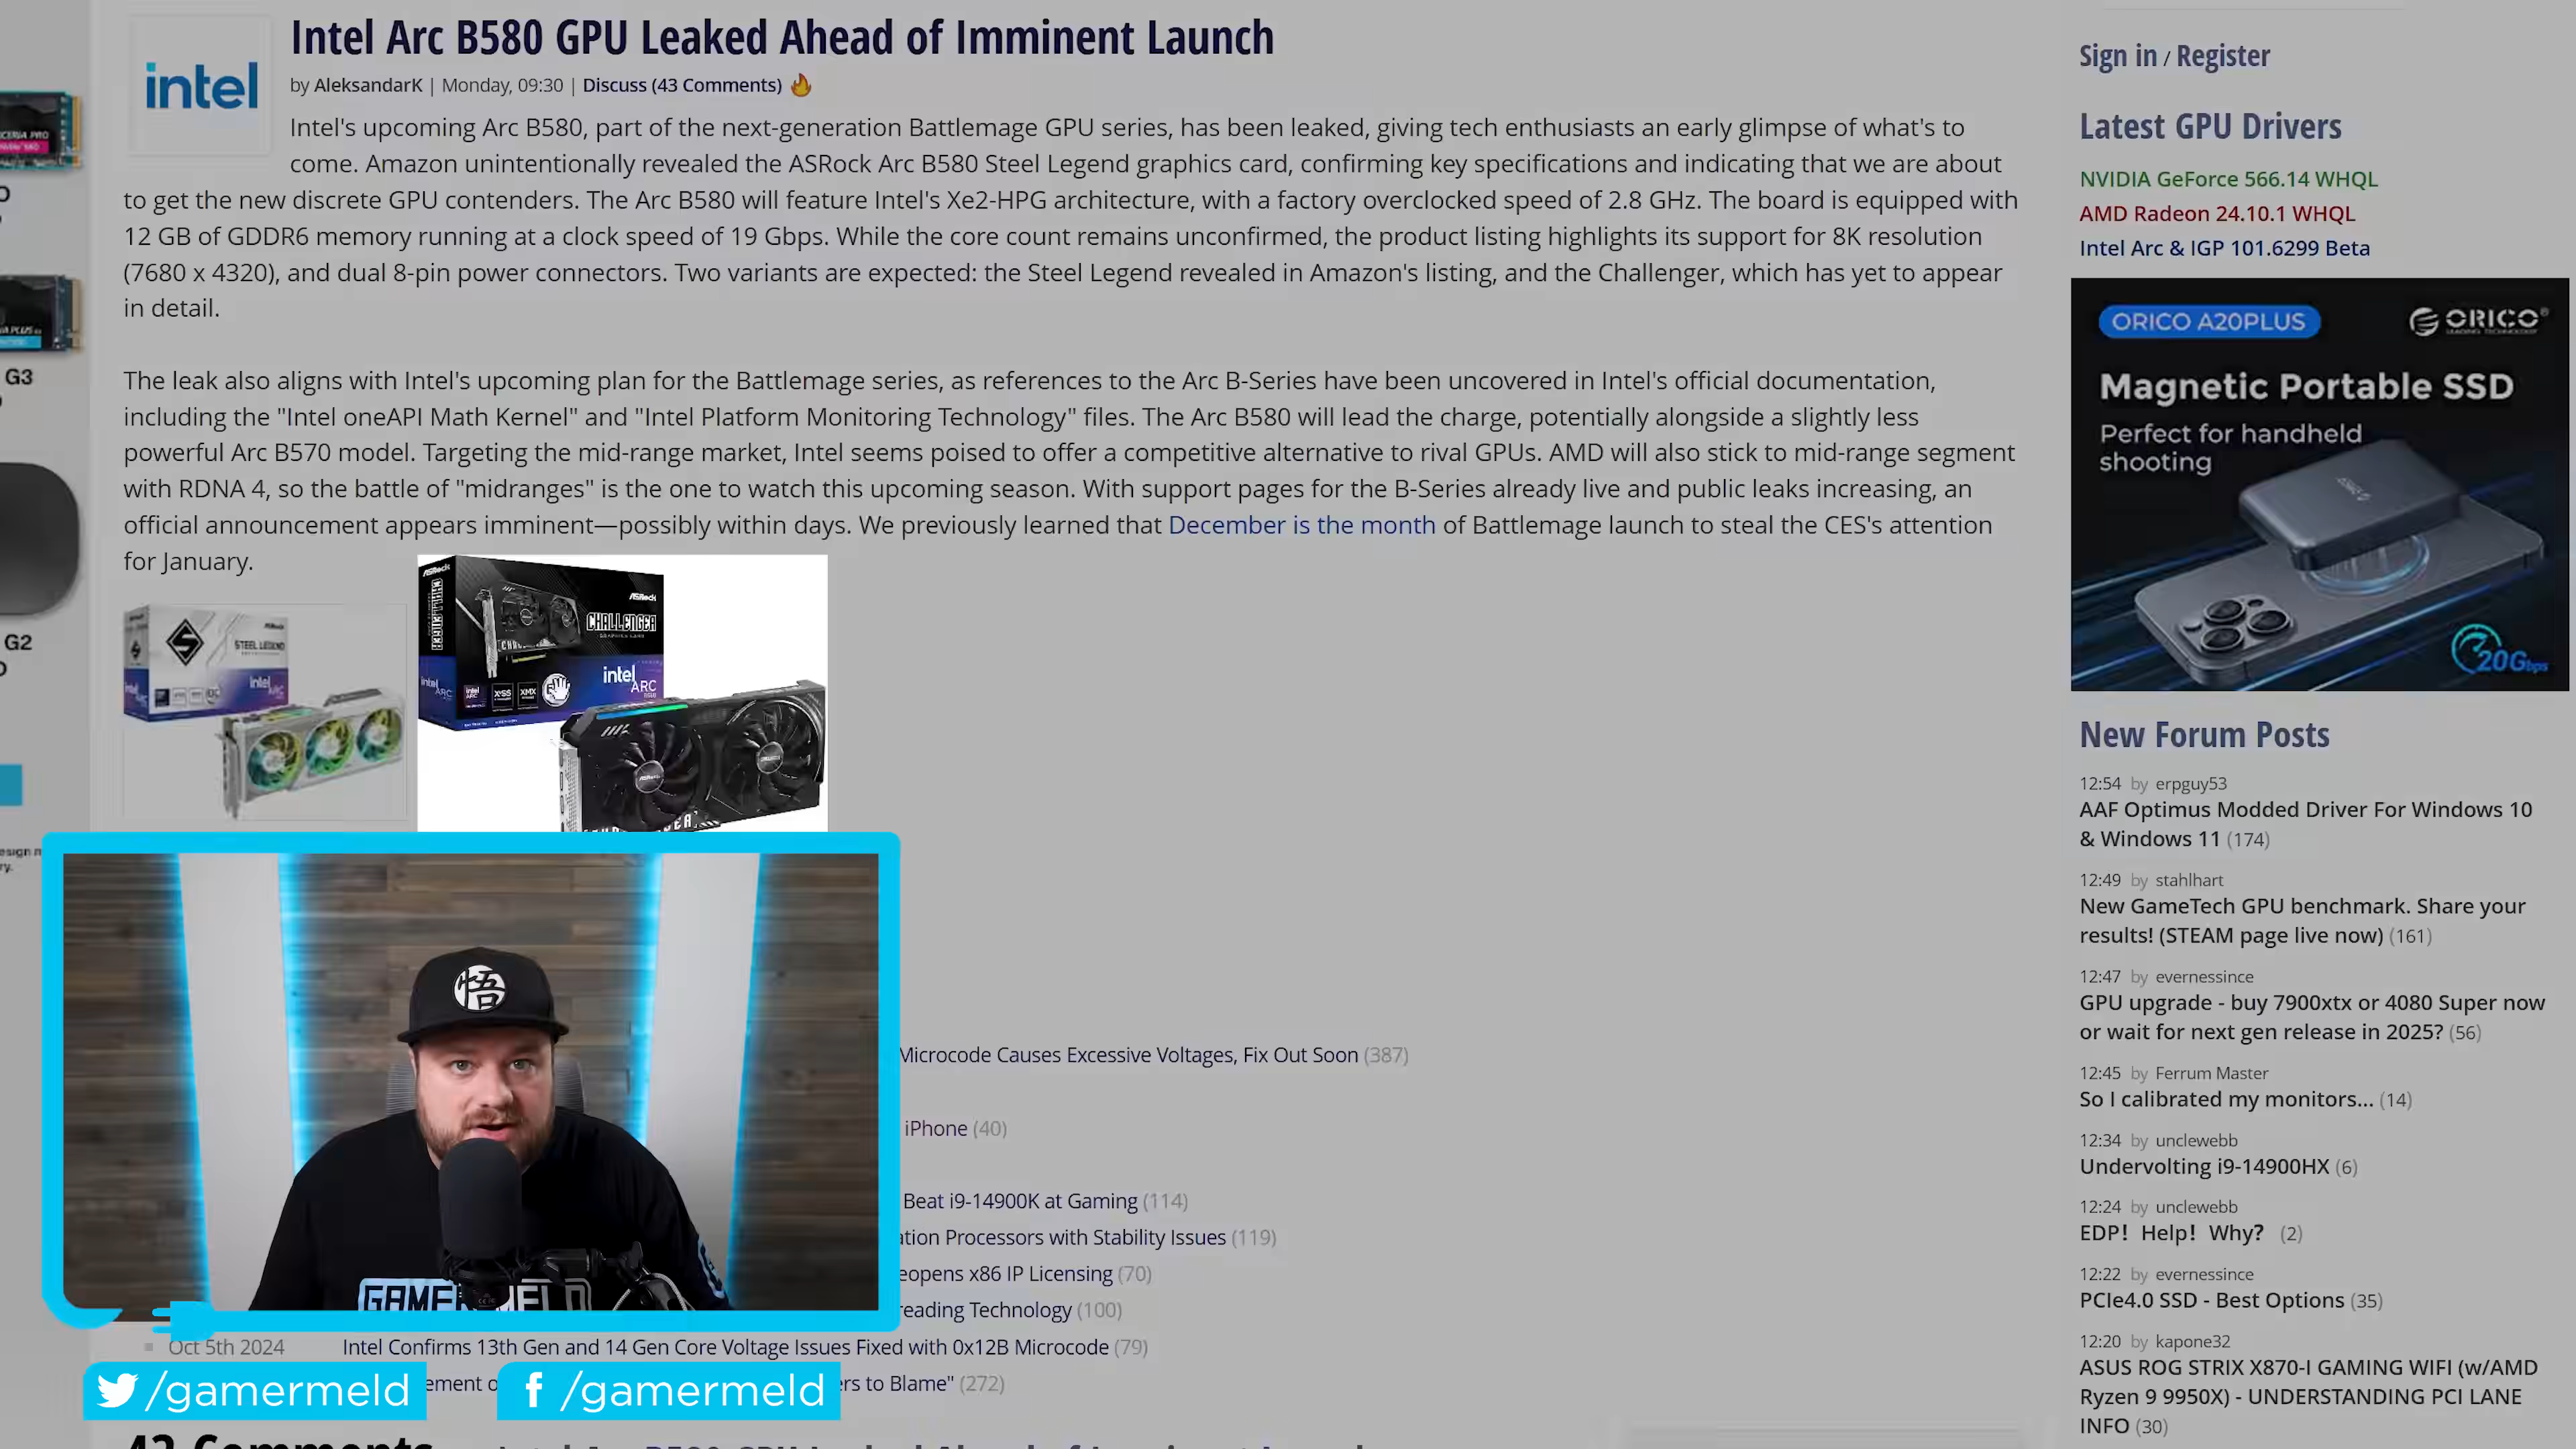 Intel Arc B580 GPU Leaked Ahead of Imminent Launch
intel
by AleksandarK | Monday, 09:30 | Discuss (43 Comments)
Intel's upcoming Arc B580, part of the next-generation Battlemage GPU series, has been leaked, giving tech enthusiasts an early glimpse of what's to
come. Amazon unintentionally revealed the ASRock Arc B580 Steel Legend graphics card, confirming key specifications and indicating that we are about
to get the new discrete GPU contenders. The Arc B580 will feature Intel's Xe2-HPG architecture, with a factory overclocked speed of 2.8 GHz. The board is equipped with
12 GB of GDDR6 memory running at a clock speed of 19 Gbps. While the core count remains unconfirmed, the product listing highlights its support for 8K resolution
(7680 x 4320), and dual 8-pin power connectors. Two variants are expected: the Steel Legend revealed in Amazon's listing, and the Challenger, which has yet to appear
in detail.
The leak also aligns with Intel's upcoming plan for the Battlemage series, as references to the Arc B-Series have been uncovered in Intel's official documentation,
including the "Intel oneAPI Math Kernel" and "Intel Platform Monitoring Technology" files. The Arc B580 will lead the charge, potentially alongside a slightly less
powerful Arc B570 model. Targeting the mid-range market, Intel seems poised to offer a competitive alternative to rival GPUs. AMD will also stick to mid-range segment
with RDNA 4, so the battle of "midranges" is the one to watch this upcoming season. With support pages for the B-Series already live and public leaks increasing, an
official announcement appears imminent—possibly within days. We previously learned that December is the month of Battlemage launch to steal the CES's attention
for January.
G3
G2
STEEL LEGEND
intel
ASRock
CHALLENGER
intel
ARC
悟
GAMERMELD
Microcode Causes Excessive Voltages, Fix Out Soon (387)
iPhone (40)
Beat i9-14900K at Gaming (114)
ation Processors with Stability Issues (119)
eopens x86 IP Licensing (70)
reading Technology (100)
Oct 5th 2024 Intel Confirms 13th Gen and 14 Gen Core Voltage Issues Fixed with 0x12B Microcode (79)
ement o
ers to Blame" (272)
/gamermeld
/gamermeld
Sign in / Register
Latest GPU Drivers
NVIDIA GeForce 566.14 WHQL
AMD Radeon 24.10.1 WHQL
Intel Arc & IGP 101.6299 Beta
ORICO A20PLUS
ORICO
Magnetic Portable SSD
Perfect for handheld
shooting
20Gbps
New Forum Posts
12:54 by erpguy53
AAF Optimus Modded Driver For Windows 10
& Windows 11 (174)
12:49 by stahlhart
New GameTech GPU benchmark. Share your
results! (STEAM page live now) (161)
12:47 by evernessince
GPU upgrade - buy 7900xtx or 4080 Super now
or wait for next gen release in 2025? (56)
12:45 by Ferrum Master
So I calibrated my monitors... (14)
12:34 by unclewebb
Undervolting i9-14900HX (6)
12:24 by unclewebb
EDP! Help! Why? (2)
12:22 by evernessince
PCIe4.0 SSD - Best Options (35)
12:20 by kapone32
ASUS ROG STRIX X870-I GAMING WIFI (w/AMD
Ryzen 9 9950X) - UNDERSTANDING PCI LANE
INFO (30)